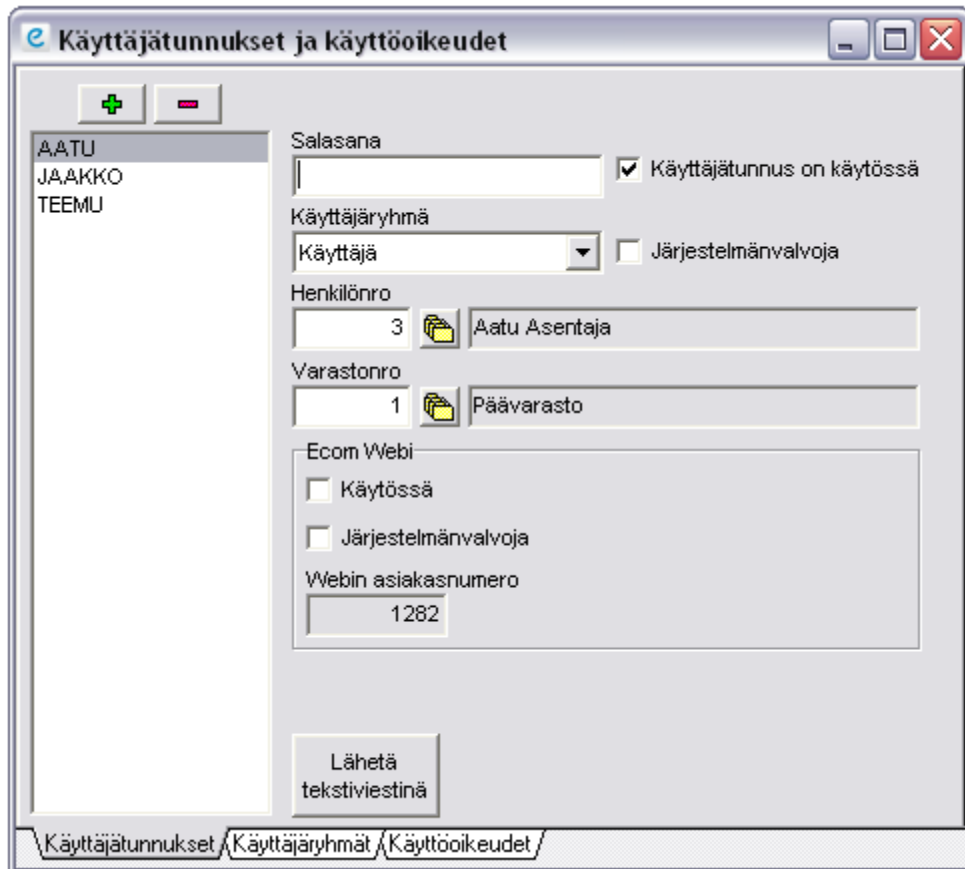 Käyttäjätunnukset ja käyttöoikeudet
AATU
JAAKKO
TEEMU
Salasana
Käyttäjätunnus on käytössä
Käyttäjäryhmä
Käyttäjä
Järjestelmänvalvoja
Henkilönro
3
Aatu Asentaja
Varastonro
1
Päävarasto
Ecom Webi
Käytössä
Järjestelmänvalvoja
Webin asiakasnumero
1282
Lähetä
tekstiviestinä
Käyttäjätunnukset Käyttäjäryhmät Käyttöoikeudet